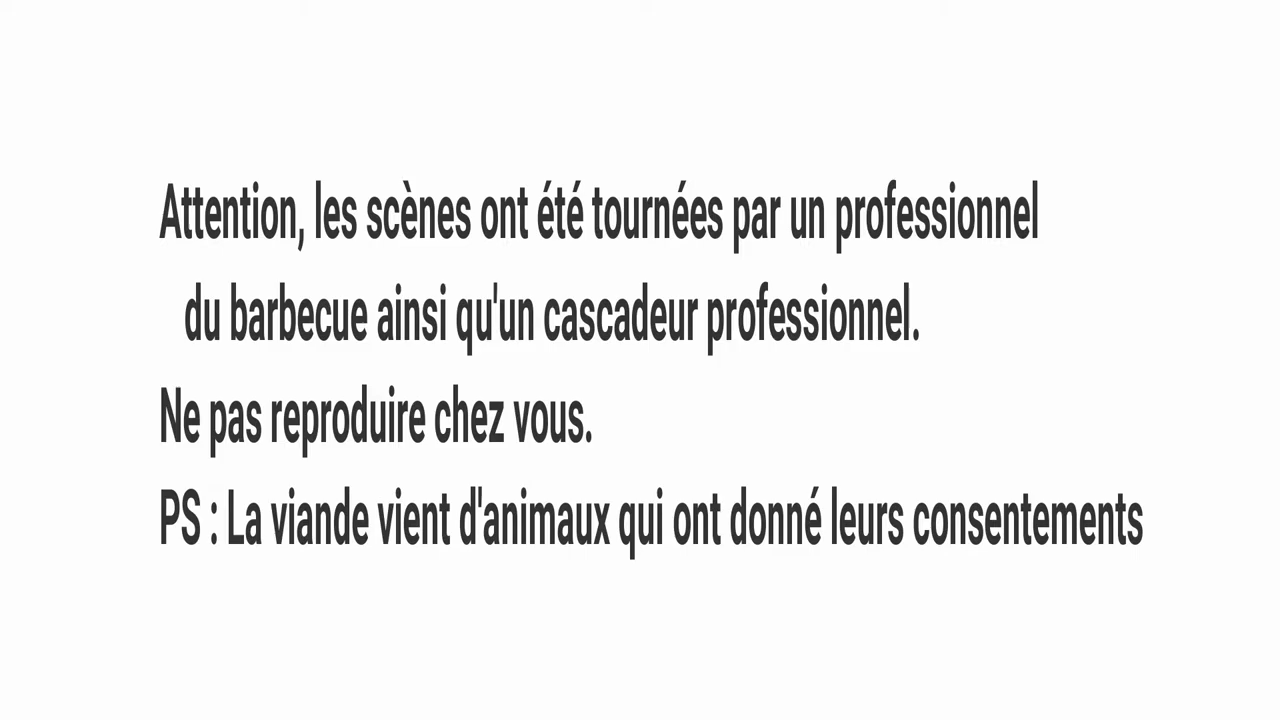 Attention, les scènes ont été tournées par un professionnel
du barbecue ainsi qu'un cascadeur professionnel.
Ne pas reproduire chez vous.
PS : La viande vient d'animaux qui ont donné leurs consentements